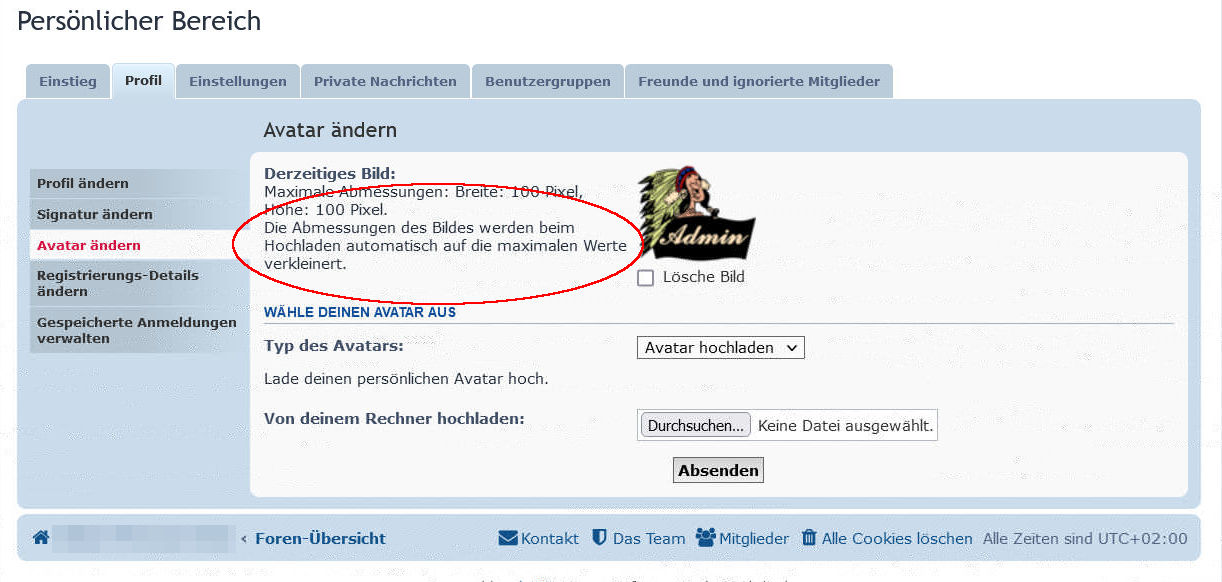 Persönlicher Bereich
Einstieg
Profil
Einstellungen
Private Nachrichten
Benutzergruppen
Freunde und ignorierte Mitglieder
Avatar ändern
Profil ändern
Signatur ändern
Avatar ändern
Registrierungs-Details
ändern
Gespeicherte Anmeldungen
verwalten
Derzeitiges Bild:
Maximale Abmessungen: Breite: 100 Pixel,
Höhe: 100 Pixel.
Die Abmessungen des Bildes werden beim
Hochladen automatisch auf die maximalen Werte
verkleinert.
Admin
Lösche Bild
WÄHLE DEINEN AVATAR AUS
Typ des Avatars:
Avatar hochladen
Lade deinen persönlichen Avatar hoch.
Von deinem Rechner hochladen:
Durchsuchen... Keine Datei ausgewählt.
Absenden
‹ Foren-Übersicht
Kontakt
Das Team
Mitglieder
Alle Cookies löschen
Alle Zeiten sind UTC+02:00